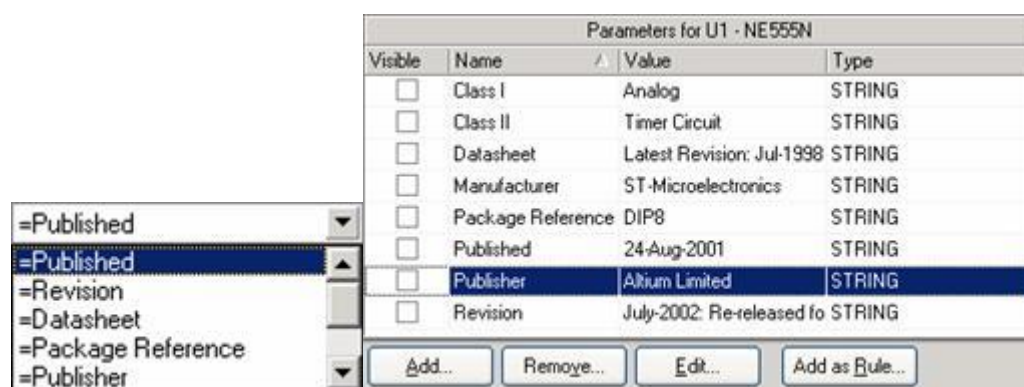 =Published
=Published
=Revision
=Datasheet
=Package Reference
=Publisher
Parameters for U1 - NE555N
Visible Name Value Type
Class I Analog STRING
Class II Timer Circuit STRING
Datasheet Latest Revision: Jul-1998 STRING
Manufacturer ST-Microelectronics STRING
Package Reference DIP8 STRING
Published 24-Aug-2001 STRING
Publisher Altium Limited STRING
Revision July-2002: Re-released fo STRING
Add... Remove... Edit... Add as Rule...